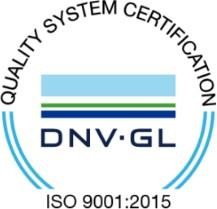 QUALITY SYSTEM CERTIFICATION
DNV·GL
ISO 9001:2015